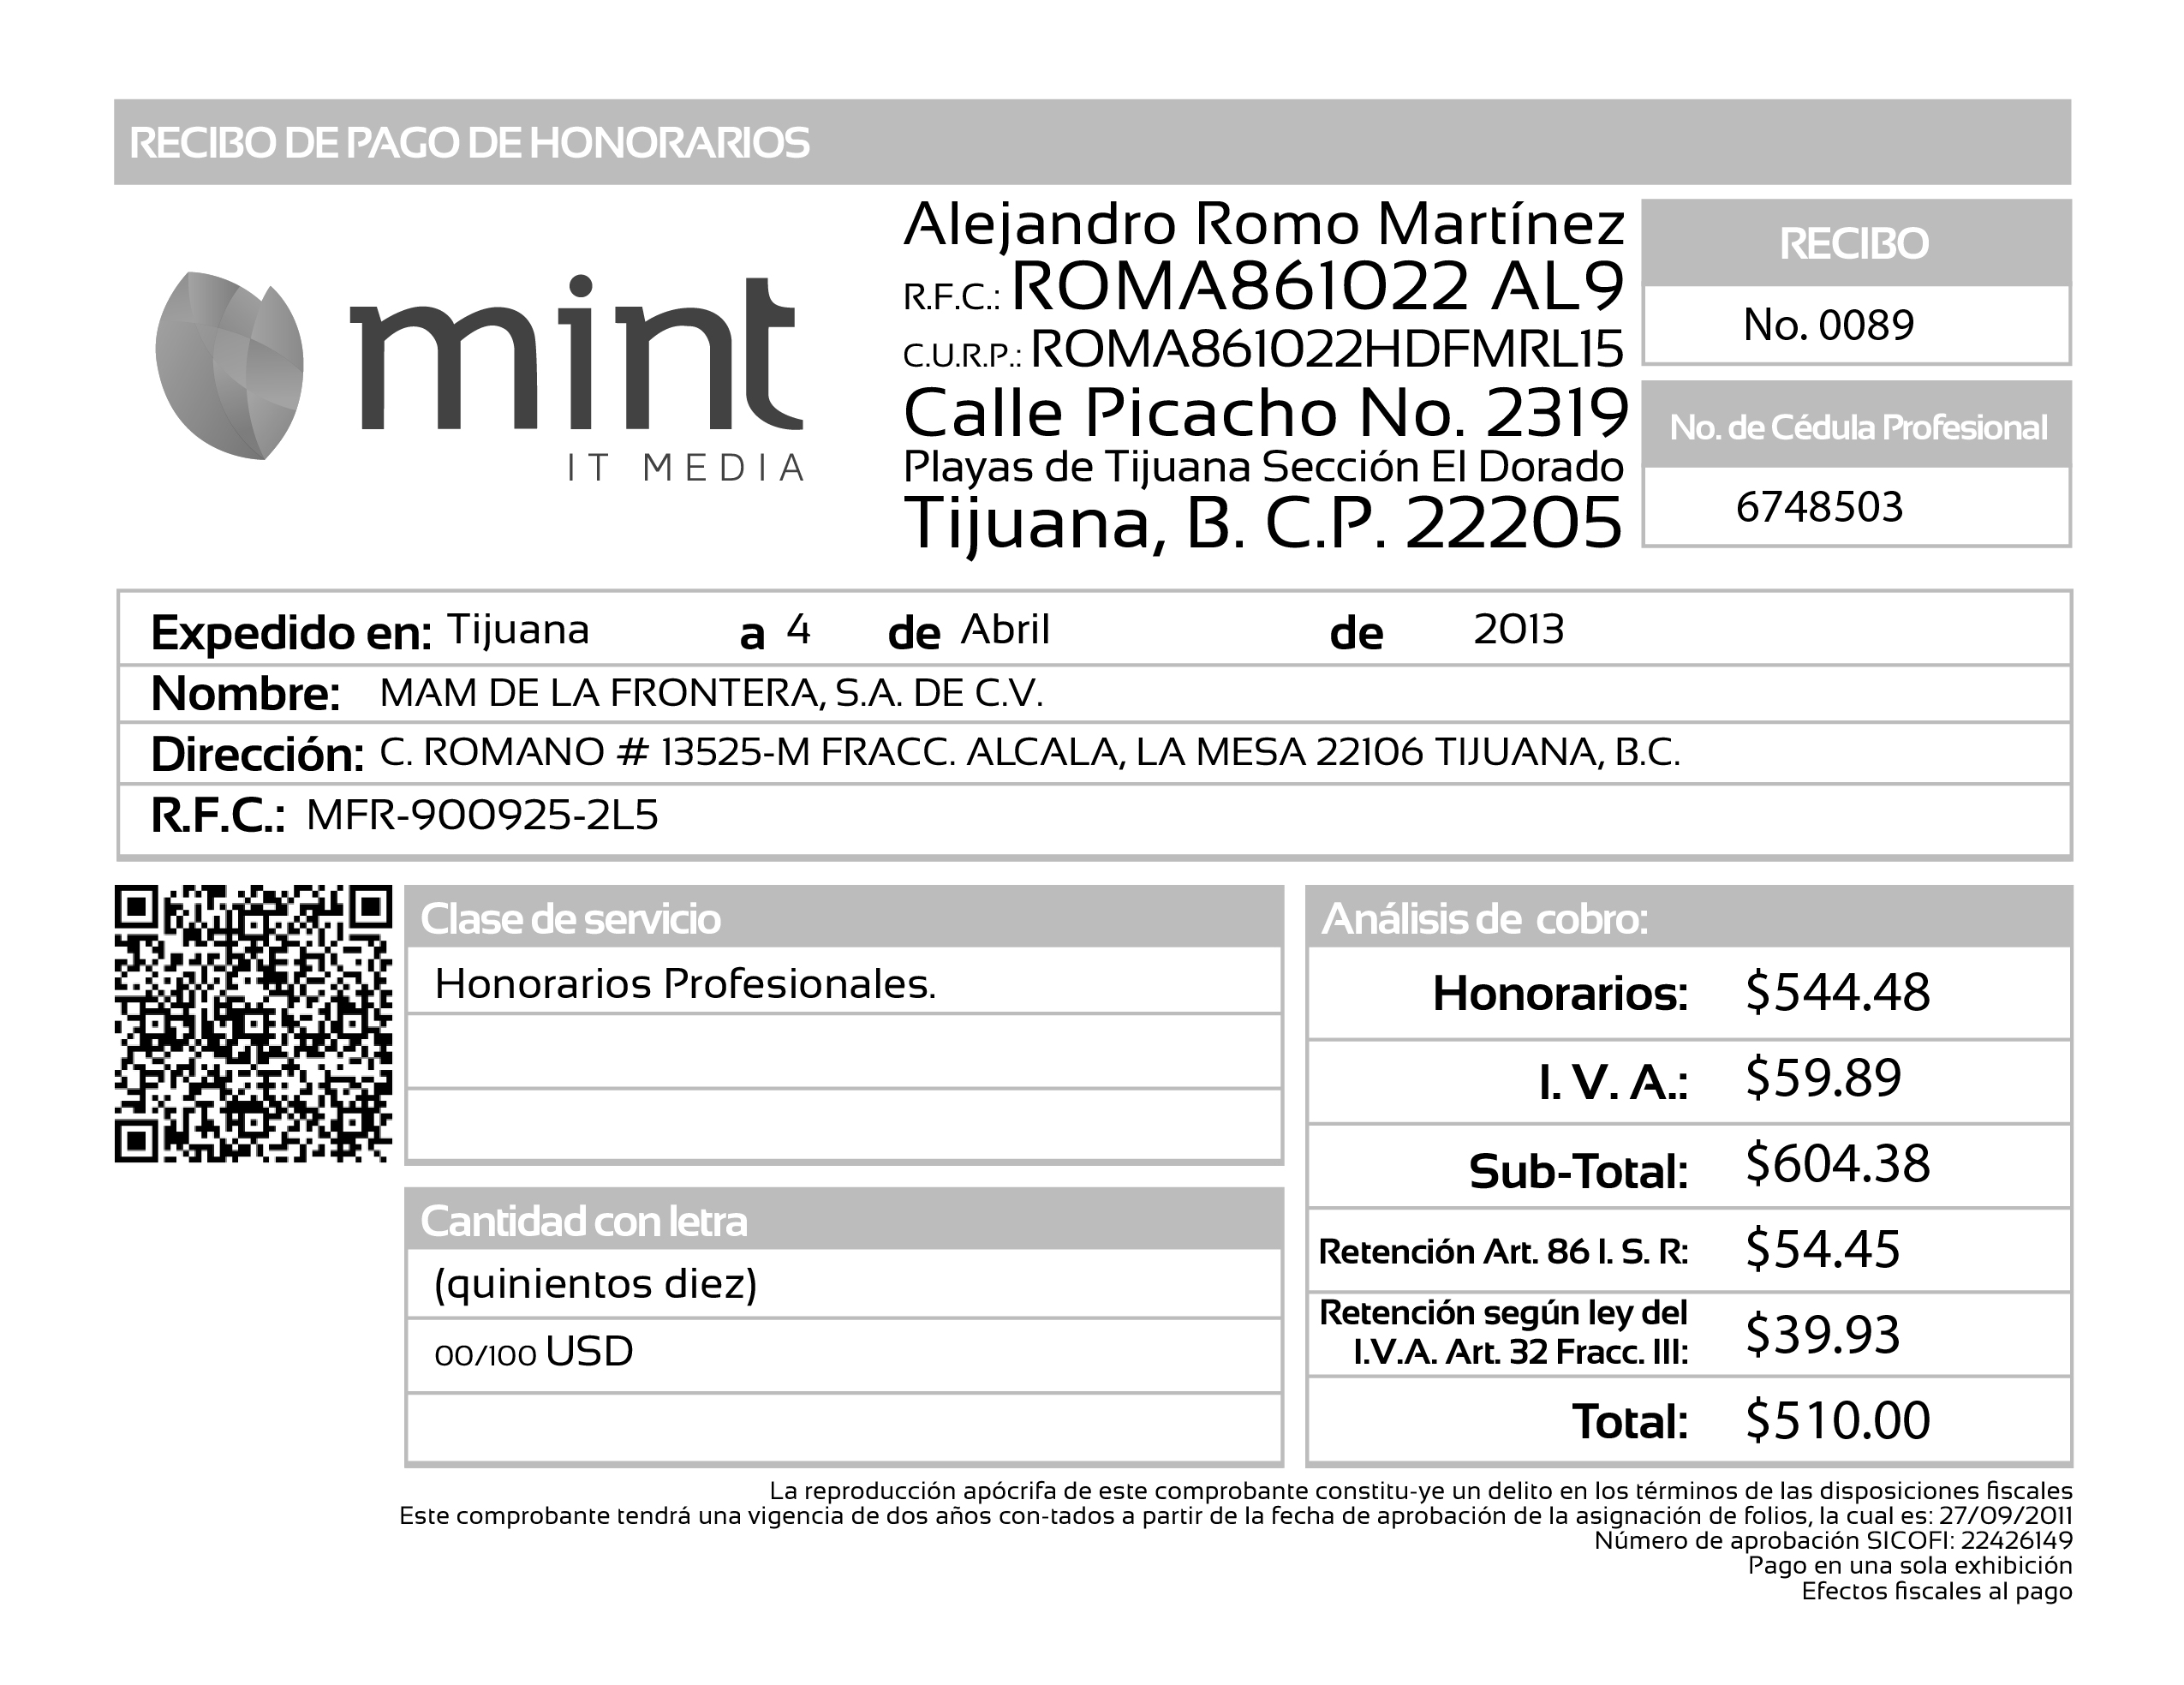 RECIBO DE PAGO DE HONORARIOS
mint
IT MEDIA
Alejandro Romo Martínez
R.F.C.: ROMA861022 AL9
C.U.R.P.: ROMA861022HDFMRL15
Calle Picacho No. 2319
Playas de Tijuana Sección El Dorado
Tijuana, B. C.P. 22205
RECIBO
No. 0089
No. de Cédula Profesional
6748503
Expedido en: Tijuana a 4 de Abril de 2013
Nombre: MAM DE LA FRONTERA, S.A. DE C.V.
Dirección: C. ROMANO # 13525-M FRACC. ALCALA, LA MESA 22106 TIJUANA, B.C.
R.F.C.: MFR-900925-2L5
Clase de servicio
Honorarios Profesionales.
Cantidad con letra
(quinientos diez)
00/100 USD
Análisis de cobro:
Honorarios: $544.48
I. V. A.: $59.89
Sub-Total: $604.38
Retención Art. 86 I. S. R: $54.45
Retención según ley del
I.V.A. Art. 32 Fracc. III: $39.93
Total: $510.00
La reproducción apócrifa de este comprobante constitu-ye un delito en los términos de las disposiciones fiscales
Este comprobante tendrá una vigencia de dos años con-tados a partir de la fecha de aprobación de la asignación de folios, la cual es: 27/09/2011
Número de aprobación SICOFI: 22426149
Pago en una sola exhibición
Efectos fiscales al pago